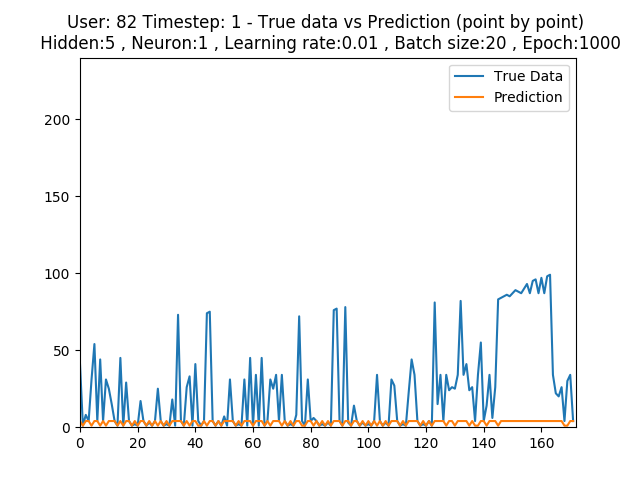 User: 82 Timestep: 1 - True data vs Prediction (point by point)
Hidden:5 , Neuron:1 , Learning rate:0.01 , Batch size:20 , Epoch:1000
True Data
Prediction
200
150
100
50
0
0 20 40 60 80 100 120 140 160